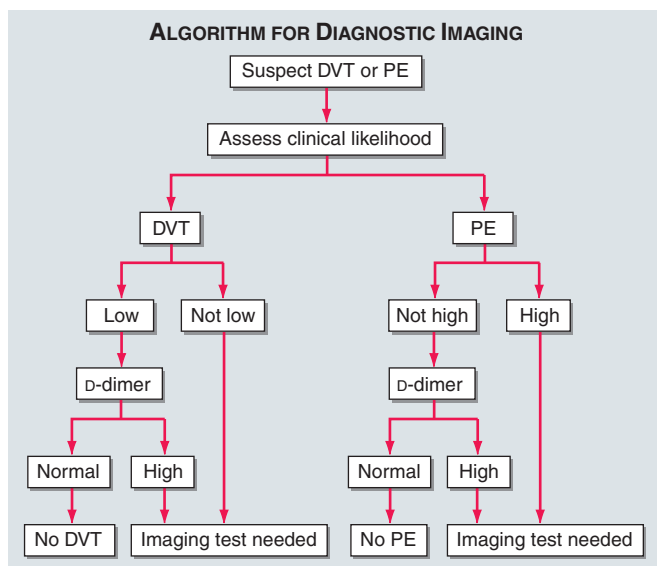 ALGORITHM FOR DIAGNOSTIC IMAGING
Suspect DVT or PE
Assess clinical likelihood
DVT
PE
Low
Not low
Not high
High
D-dimer
D-dimer
Normal
High
Normal
High
No DVT
Imaging test needed
No PE
Imaging test needed